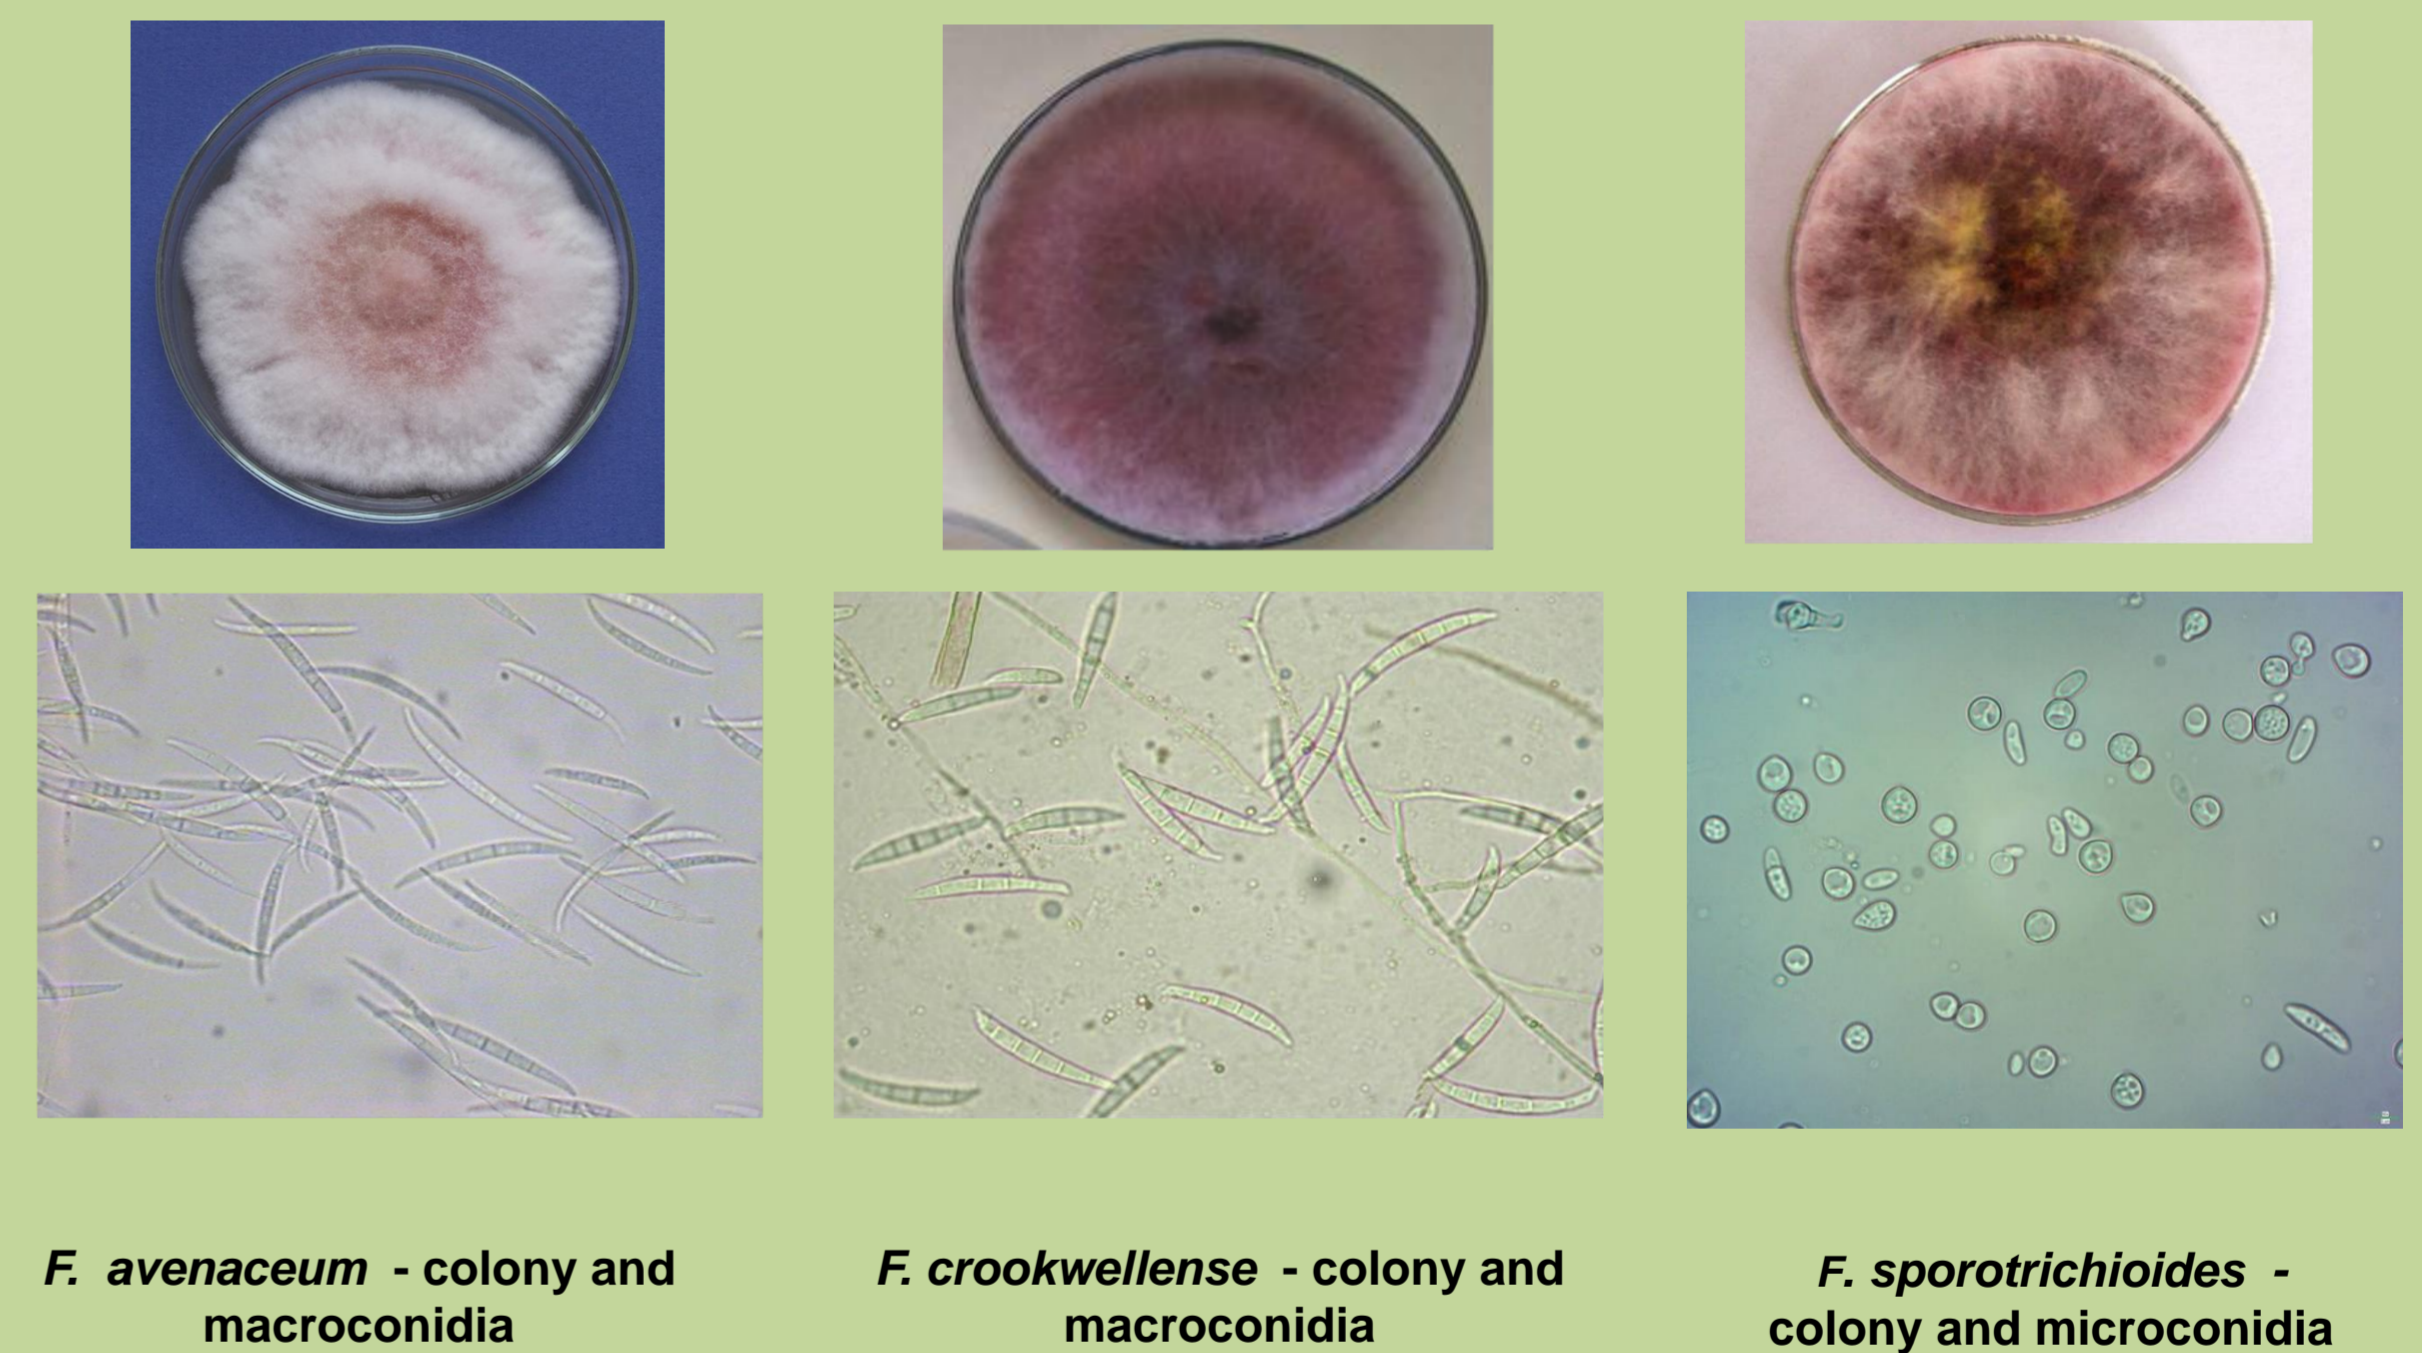 F. avenaceum - colony and
macroconidia
F. crookwellense - colony and
macroconidia
F. sporotrichioides -
colony and microconidia